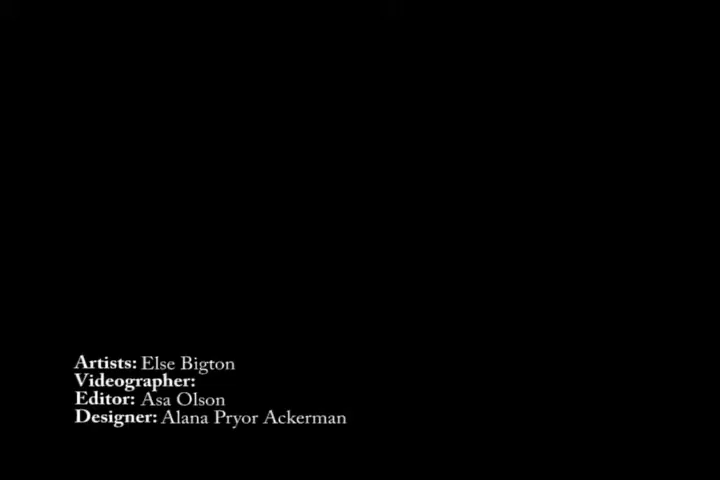 Artists: Else Bigton
Videographer:
Editor: Asa Olson
Designer: Alana Pryor Ackerman